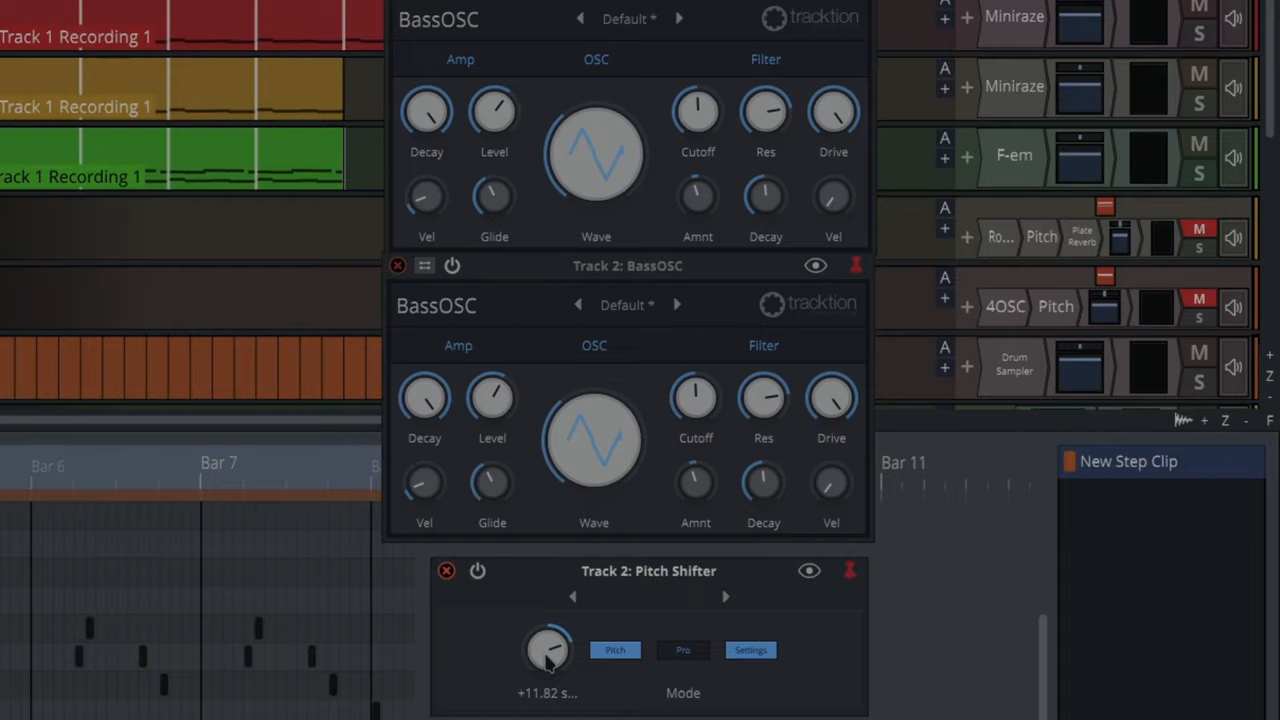 BassOSC
Default *
tracktion
Amp
OSC
Filter
Decay
Level
Cutoff
Res
Drive
Vel
Glide
Wave
Amnt
Decay
Vel
Track 2: BassOSC
BassOSC
Default *
tracktion
Amp
OSC
Filter
Decay
Level
Cutoff
Res
Drive
Vel
Glide
Wave
Amnt
Decay
Vel
Track 2: Pitch Shifter
Pitch
Pro
Settings
+11.82 s...
Mode
Track 1 Recording 1
Track 1 Recording 1
rack 1 Recording 1
A
Miniraze
M
S
A
Miniraze
M
S
A
F-em
M
S
A
Ro...
Pitch
Plate
Reverb
M
S
A
4OSC
Pitch
M
S
A
Drum
Sampler
M
S
Z
Z
F
Bar 6
Bar 7
Bar 11
New Step Clip